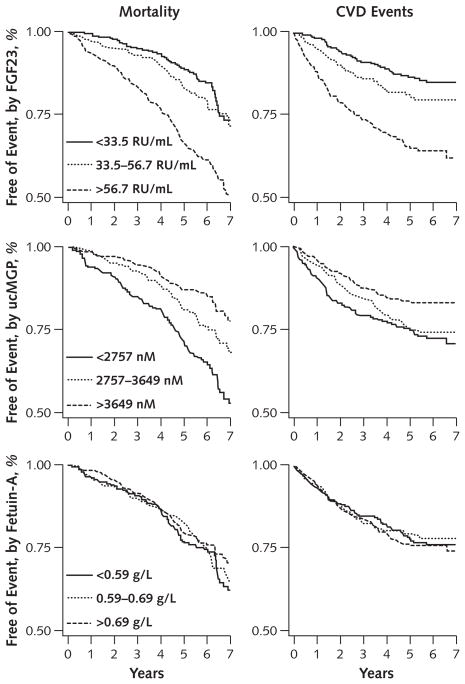 Mortality
CVD Events
Free of Event, by FGF23, %
1.00
0.75
0.50
<33.5 RU/mL
33.5–56.7 RU/mL
>56.7 RU/mL
0 1 2 3 4 5 6 7
1.00
0.75
0.50
0 1 2 3 4 5 6 7
Free of Event, by ucMGP, %
1.00
0.75
0.50
<2757 nM
2757–3649 nM
>3649 nM
0 1 2 3 4 5 6 7
1.00
0.75
0.50
0 1 2 3 4 5 6 7
Free of Event, by Fetuin-A, %
1.00
0.75
0.50
<0.59 g/L
0.59–0.69 g/L
>0.69 g/L
0 1 2 3 4 5 6 7
Years
1.00
0.75
0.50
0 1 2 3 4 5 6 7
Years